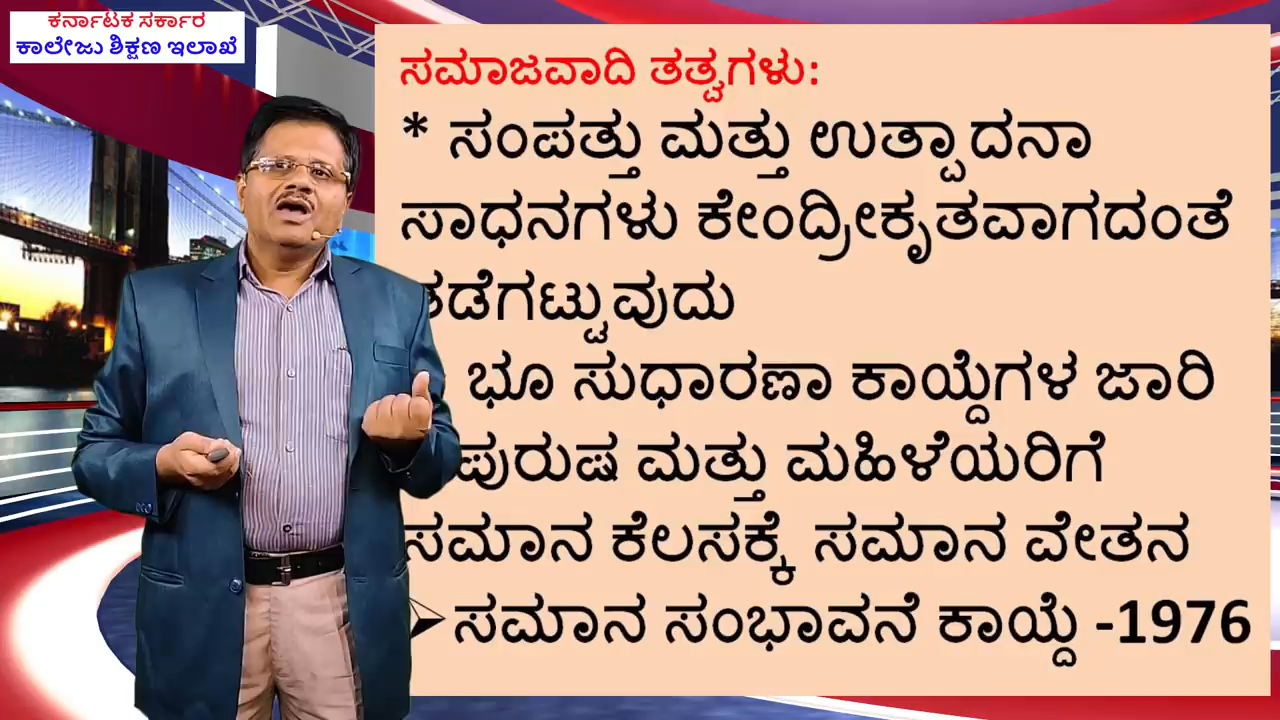 ಕರ್ನಾಟಕ ಸರ್ಕಾರ
ಕಾಲೇಜು ಶಿಕ್ಷಣ ಇಲಾಖೆ
ಸಮಾಜವಾದಿ ತತ್ವಗಳು:
* ಸಂಪತ್ತು ಮತ್ತು ಉತ್ಪಾದನಾ
ಸಾಧನಗಳು ಕೇಂದ್ರೀಕೃತವಾಗದಂತೆ
ತಡೆಗಟ್ಟುವುದು
ಭೂ ಸುಧಾರಣಾ ಕಾಯ್ದೆಗಳ ಜಾರಿ
ಪುರುಷ ಮತ್ತು ಮಹಿಳೆಯರಿಗೆ
ಸಮಾನ ಕೆಲಸಕ್ಕೆ ಸಮಾನ ವೇತನ
➢ಸಮಾನ ಸಂಭಾವನೆ ಕಾಯ್ದೆ -1976